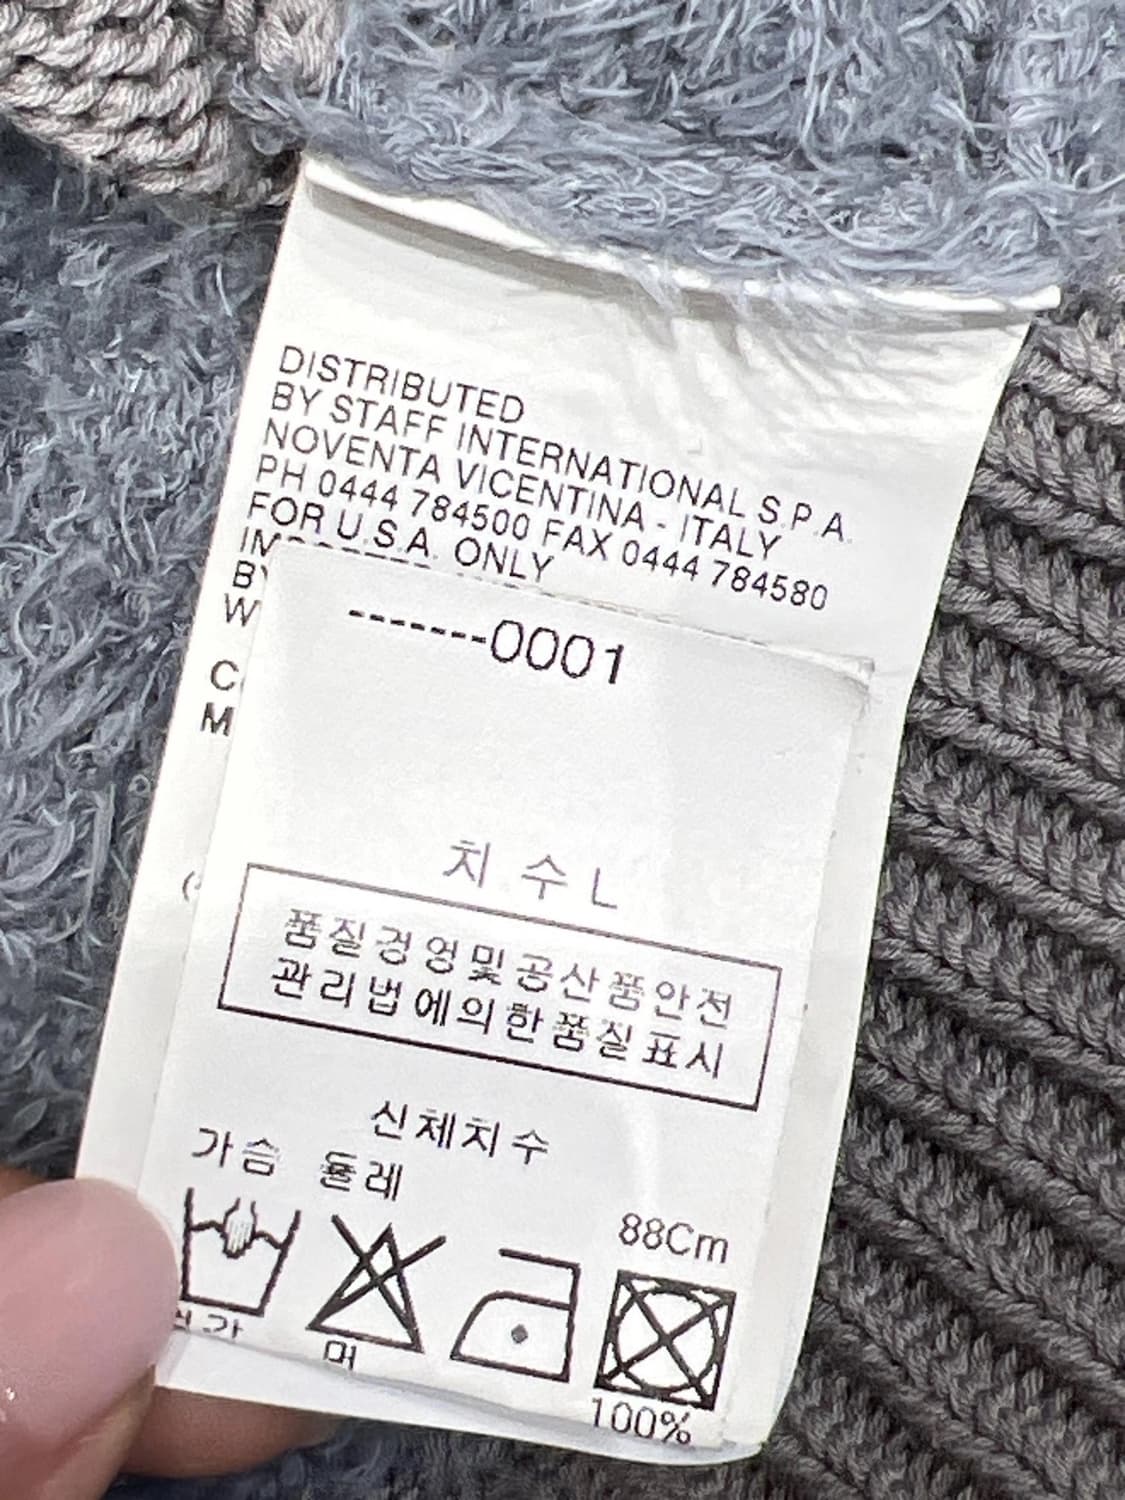 DISTRIBUTED
BY STAFF INTERNATIONAL S.P.A.
NOVENTA VICENTINA - ITALY
PH 0444 784500 FAX 0444 784580
FOR U.S.A. ONLY
-------0001
치수L
품질경영및공산품안전
관리법에의한품질표시
신체치수
가슴 둘레
88Cm
면
100%